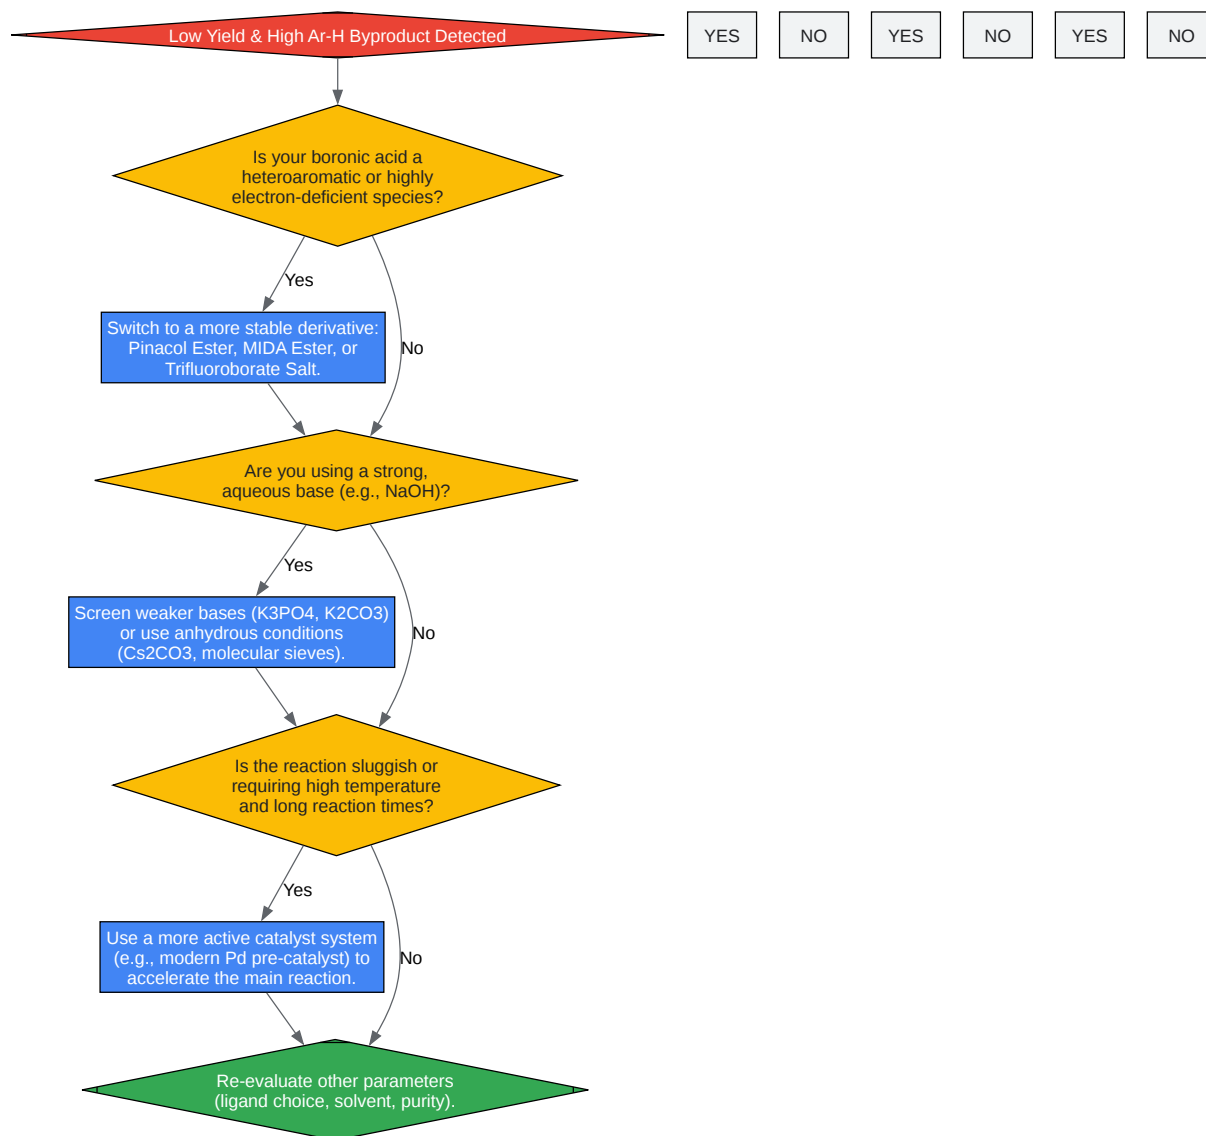 Low Yield & High Ar-H Byproduct Detected
YES
NO
YES
NO
YES
NO
Is your boronic acid a
heteroaromatic or highly
electron-deficient species?
Yes
No
Switch to a more stable derivative:
Pinacol Ester, MIDA Ester, or
Trifluoroborate Salt.
Are you using a strong,
aqueous base (e.g., NaOH)?
Yes
No
Screen weaker bases (K3PO4, K2CO3)
or use anhydrous conditions
(Cs2CO3, molecular sieves).
Is the reaction sluggish or
requiring high temperature
and long reaction times?
Yes
No
Use a more active catalyst system
(e.g., modern Pd pre-catalyst) to
accelerate the main reaction.
Re-evaluate other parameters
(ligand choice, solvent, purity).